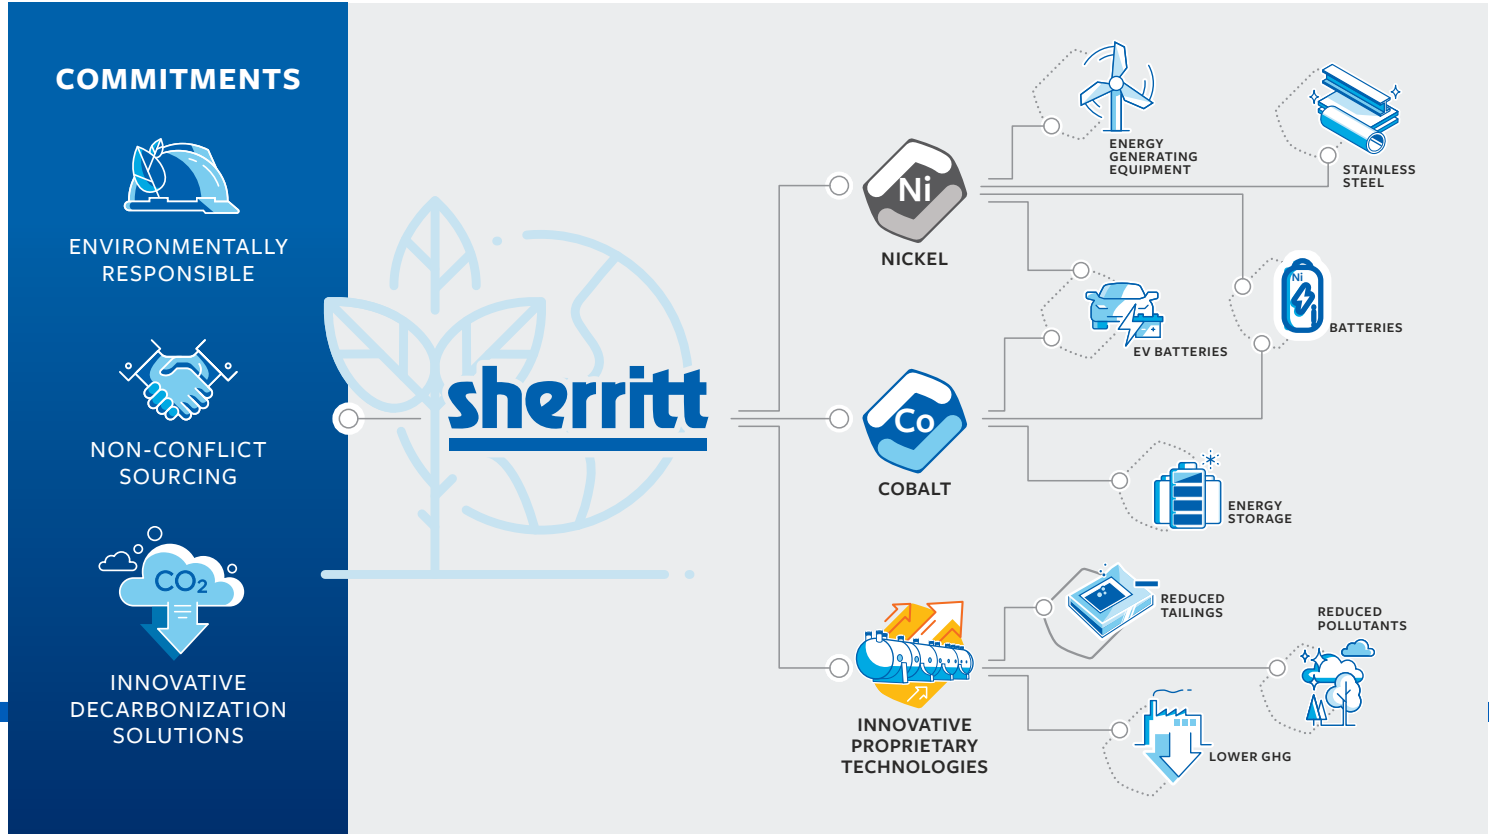 COMMITMENTS
ENVIRONMENTALLY
RESPONSIBLE
NON-CONFLICT
SOURCING
CO2
INNOVATIVE
DECARBONIZATION
SOLUTIONS
sherritt
Ni
NICKEL
Co
COBALT
INNOVATIVE
PROPRIETARY
TECHNOLOGIES
ENERGY
GENERATING
EQUIPMENT
STAINLESS
STEEL
EV BATTERIES
Ni
BATTERIES
ENERGY
STORAGE
REDUCED
TAILINGS
REDUCED
POLLUTANTS
LOWER GHG